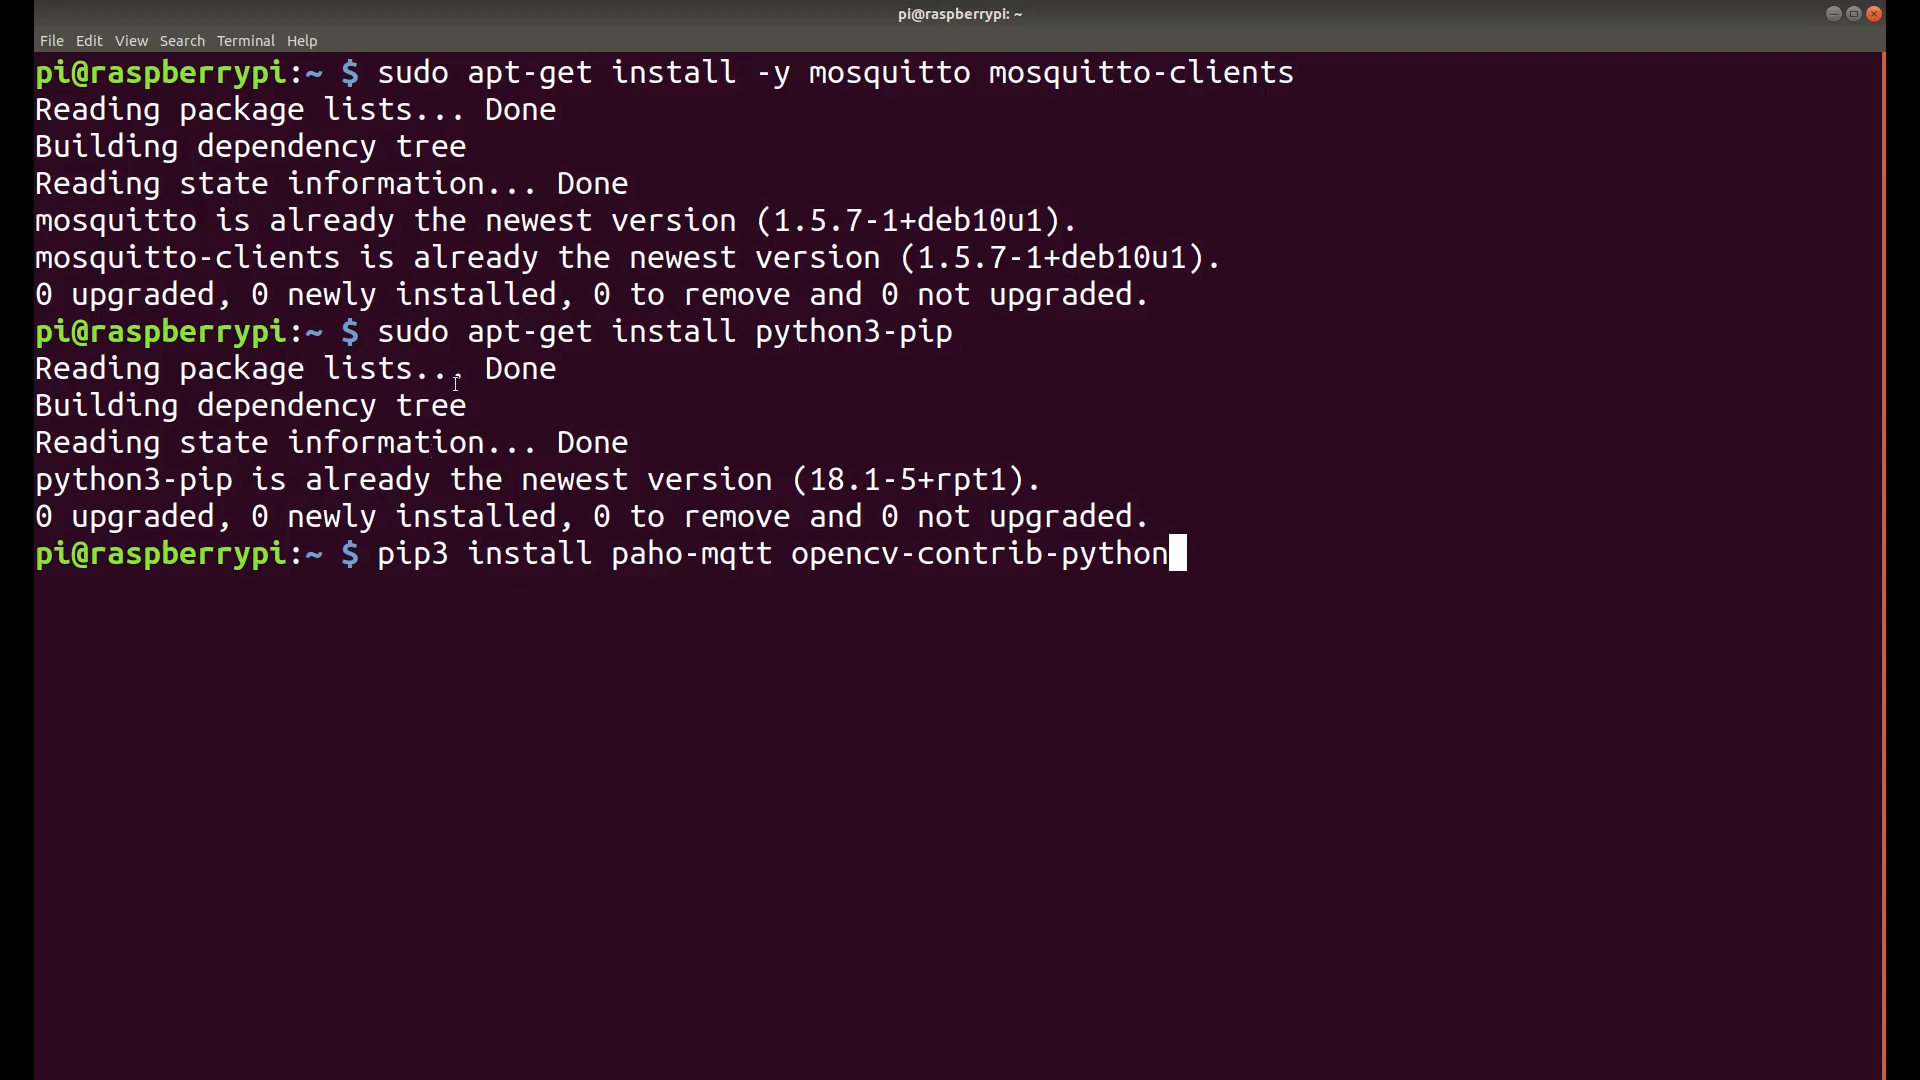 pi@raspberrypi: ~
File Edit View Search Terminal Help
pi@raspberrypi:~ $ sudo apt-get install -y mosquitto mosquitto-clients
Reading package lists... Done
Building dependency tree
Reading state information... Done
mosquitto is already the newest version (1.5.7-1+deb10u1).
mosquitto-clients is already the newest version (1.5.7-1+deb10u1).
0 upgraded, 0 newly installed, 0 to remove and 0 not upgraded.
pi@raspberrypi:~ $ sudo apt-get install python3-pip
Reading package lists... Done
Building dependency tree
Reading state information... Done
python3-pip is already the newest version (18.1-5+rpt1).
0 upgraded, 0 newly installed, 0 to remove and 0 not upgraded.
pi@raspberrypi:~ $ pip3 install paho-mqtt opencv-contrib-python